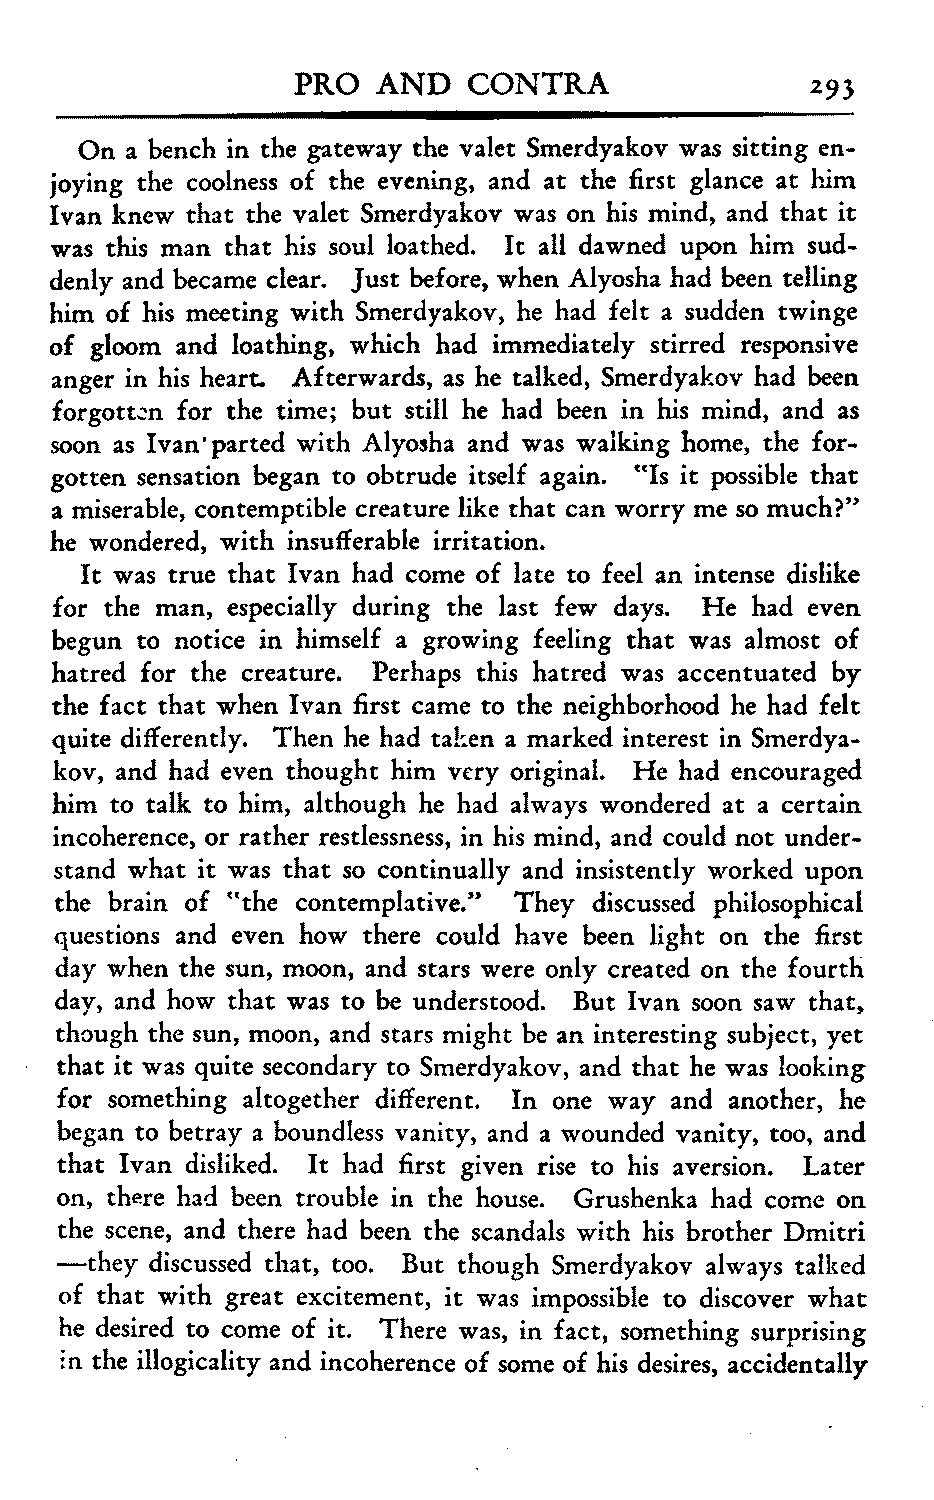 PRO AND CONTRA 293
On a bench in the gateway the valet Smerdyakov was sitting en-
joying the coolness of the evening, and at the first glance at him
Ivan knew that the valet Smerdyakov was on his mind, and that it
was this man that his soul loathed. It all dawned upon him sud-
denly and became clear. Just before, when Alyosha had been telling
him of his meeting with Smerdyakov, he had felt a sudden twinge
of gloom and loathing, which had immediately stirred responsive
anger in his heart. Afterwards, as he talked, Smerdyakov had been
forgotten for the time; but still he had been in his mind, and as
soon as Ivan parted with Alyosha and was walking home, the for-
gotten sensation began to obtrude itself again. "Is it possible that
a miserable, contemptible creature like that can worry me so much?"
he wondered, with insufferable irritation.
It was true that Ivan had come of late to feel an intense dislike
for the man, especially during the last few days. He had even
begun to notice in himself a growing feeling that was almost of
hatred for the creature. Perhaps this hatred was accentuated by
the fact that when Ivan first came to the neighborhood he had felt
quite differently. Then he had taken a marked interest in Smerdya-
kov, and had even thought him very original. He had encouraged
him to talk to him, although he had always wondered at a certain
incoherence, or rather restlessness, in his mind, and could not under-
stand what it was that so continually and insistently worked upon
the brain of "the contemplative." They discussed philosophical
questions and even how there could have been light on the first
day when the sun, moon, and stars were only created on the fourth
day, and how that was to be understood. But Ivan soon saw that,
though the sun, moon, and stars might be an interesting subject, yet
that it was quite secondary to Smerdyakov, and that he was looking
for something altogether different. In one way and another, he
began to betray a boundless vanity, and a wounded vanity, too, and
that Ivan disliked. It had first given rise to his aversion. Later
on, there had been trouble in the house. Grushenka had come on
the scene, and there had been the scandals with his brother Dmitri
—they discussed that, too. But though Smerdyakov always talked
of that with great excitement, it was impossible to discover what
he desired to come of it. There was, in fact, something surprising
in the illogicality and incoherence of some of his desires, accidentally